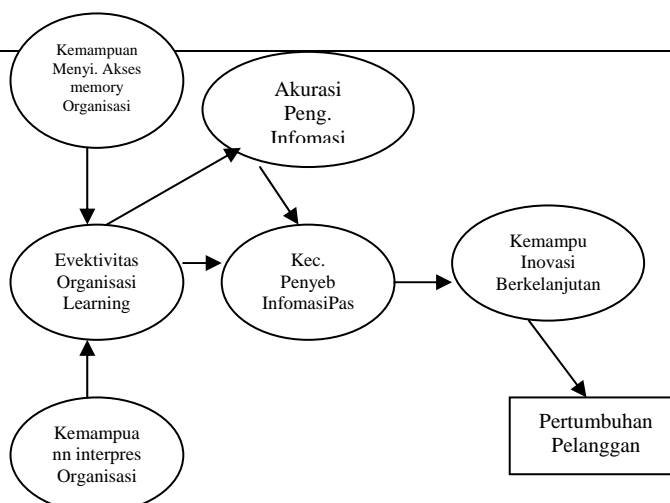 Kemampuan
Menyi. Akses
memory
Organisasi
Akurasi
Peng.
Infomasi
Evektivitas
Organisasi
Learning
Kec.
Penyeb
InfomasiPas
Kemampu
Inovasi
Berkelanjutan
Kemampua
nn interpres
Organisasi
Pertumbuhan
Pelanggan